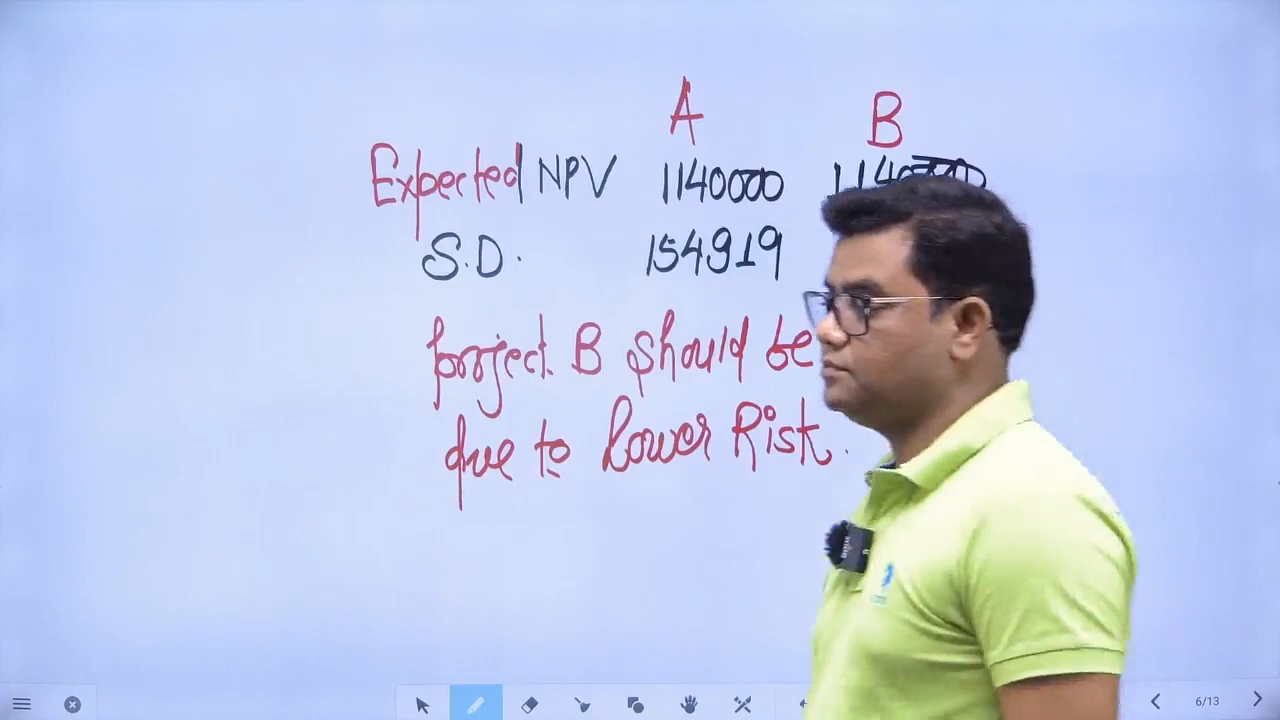 A B
Expected NPV 1140000
S.D. 154919
project B should be
due to lower Risk.
6/13